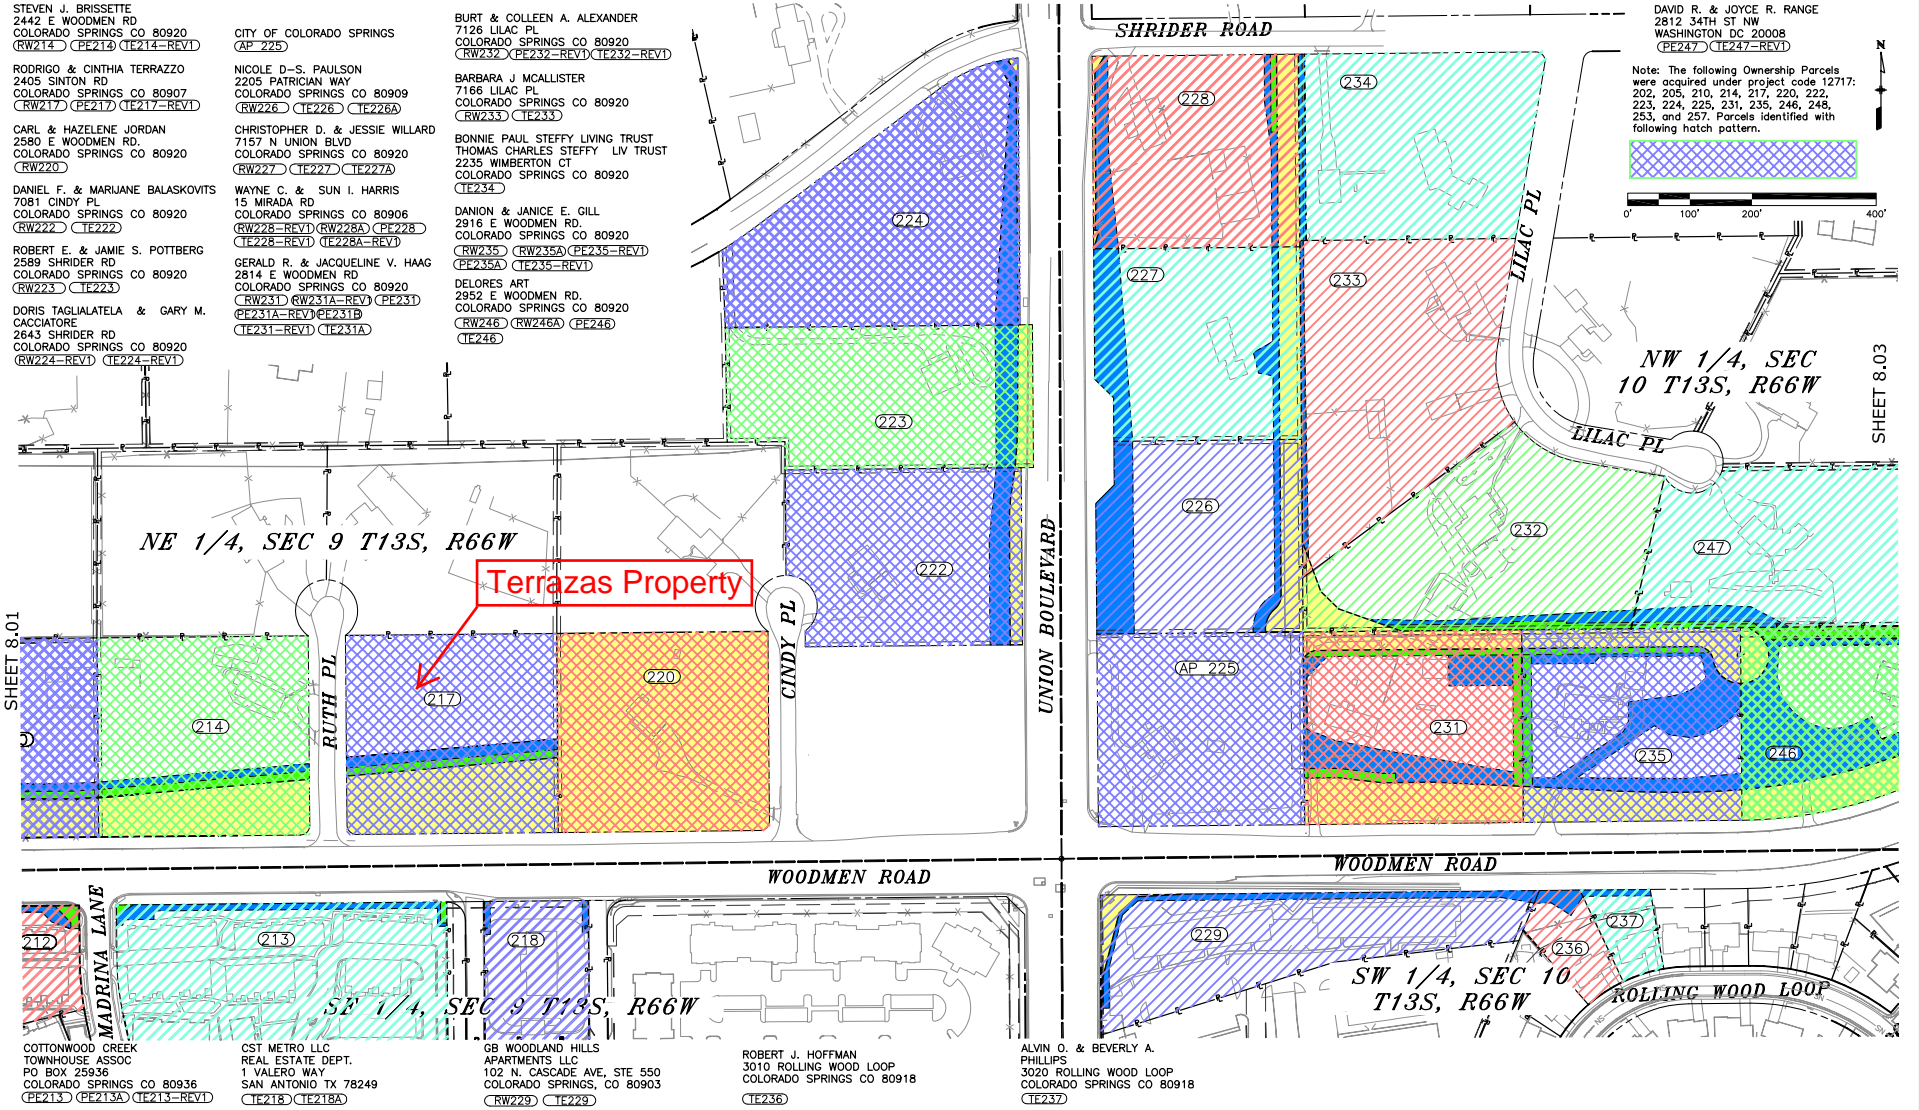 STEVEN J. BRISSETTE
2442 E WOODMEN RD
COLORADO SPRINGS CO 80920
RW214 PE214 TE214-REV1
RODRIGO & CINTHIA TERRAZZO
2405 SINTON RD
COLORADO SPRINGS CO 80907
RW217 PE217 TE217-REV1
CARL & HAZELENE JORDAN
2580 E WOODMEN RD.
COLORADO SPRINGS CO 80920
RW220
DANIEL F. & MARIJANE BALASKOVITS
7081 CINDY PL
COLORADO SPRINGS CO 80920
RW222 TE222
ROBERT E. & JAMIE S. POTTBERG
2589 SHRIDER RD
COLORADO SPRINGS CO 80920
RW223 TE223
DORIS TAGLIALATELA & GARY M.
CACCIATORE
2643 SHRIDER RD
COLORADO SPRINGS CO 80920
RW224-REV1 TE224-REV1
CITY OF COLORADO SPRINGS
AP 225
NICOLE D-S. PAULSON
2205 PATRICIAN WAY
COLORADO SPRINGS CO 80909
RW226 TE226 TE226A
CHRISTOPHER D. & JESSIE WILLARD
7157 N UNION BLVD
COLORADO SPRINGS CO 80920
RW227 TE227 TE227A
WAYNE C. & SUN I. HARRIS
15 MIRADA RD
COLORADO SPRINGS CO 80906
RW228-REV1 RW228A PE228
TE228-REV1 TE228A-REV1
GERALD R. & JACQUELINE V. HAAG
2814 E WOODMEN RD
COLORADO SPRINGS CO 80920
RW231 RW231A-REV1 PE231
PE231A-REV1 PE231B
TE231-REV1 TE231A
BURT & COLLEEN A. ALEXANDER
7126 LILAC PL
COLORADO SPRINGS CO 80920
RW232 PE232-REV1 TE232-REV1
BARBARA J MCALLISTER
7166 LILAC PL
COLORADO SPRINGS CO 80920
RW233 TE233
BONNIE PAUL STEFFY LIVING TRUST
THOMAS CHARLES STEFFY LIV TRUST
2235 WIMBERTON CT
COLORADO SPRINGS CO 80920
TE234
DANION & JANICE E. GILL
2916 E WOODMEN RD.
COLORADO SPRINGS CO 80920
RW235 RW235A PE235-REV1
PE235A TE235-REV1
DELORES ART
2952 E WOODMEN RD.
COLORADO SPRINGS CO 80920
RW246 RW246A PE246
TE246
DAVID R. & JOYCE R. RANGE
2812 34TH ST NW
WASHINGTON DC 20008
PE247 TE247-REV1
N
Note: The following Ownership Parcels
were acquired under project code 12717:
202, 205, 210, 214, 217, 220, 222,
223, 224, 225, 231, 235, 246, 248,
253, and 257. Parcels identified with
following hatch pattern.
0' 100' 200' 400'
SHRIDER ROAD
228
234
224
227
233
LILAC PL
NW 1/4, SEC
10 T13S, R66W
SHEET 8.03
223
LILAC PL
226
232
247
NE 1/4, SEC 9 T13S, R66W
Terrazas Property
222
UNION BOULEVARD
SHEET 8.01
RUTH PL
CINDY PL
214
217
220
AP 225
231
235
246
WOODMEN ROAD
WOODMEN ROAD
MADRINA LANE
212
213
218
229
236
237
SE 1/4, SEC 9 T13S, R66W
SW 1/4, SEC 10
T13S, R66W
ROLLING WOOD LOOP
COTTONWOOD CREEK
TOWNHOUSE ASSOC
PO BOX 25936
COLORADO SPRINGS CO 80936
PE213 PE213A TE213-REV1
CST METRO LLC
REAL ESTATE DEPT.
1 VALERO WAY
SAN ANTONIO TX 78249
TE218 TE218A
GB WOODLAND HILLS
APARTMENTS LLC
102 N. CASCADE AVE, STE 550
COLORADO SPRINGS, CO 80903
RW229 TE229
ROBERT J. HOFFMAN
3010 ROLLING WOOD LOOP
COLORADO SPRINGS CO 80918
TE236
ALVIN O. & BEVERLY A.
PHILLIPS
3020 ROLLING WOOD LOOP
COLORADO SPRINGS CO 80918
TE237